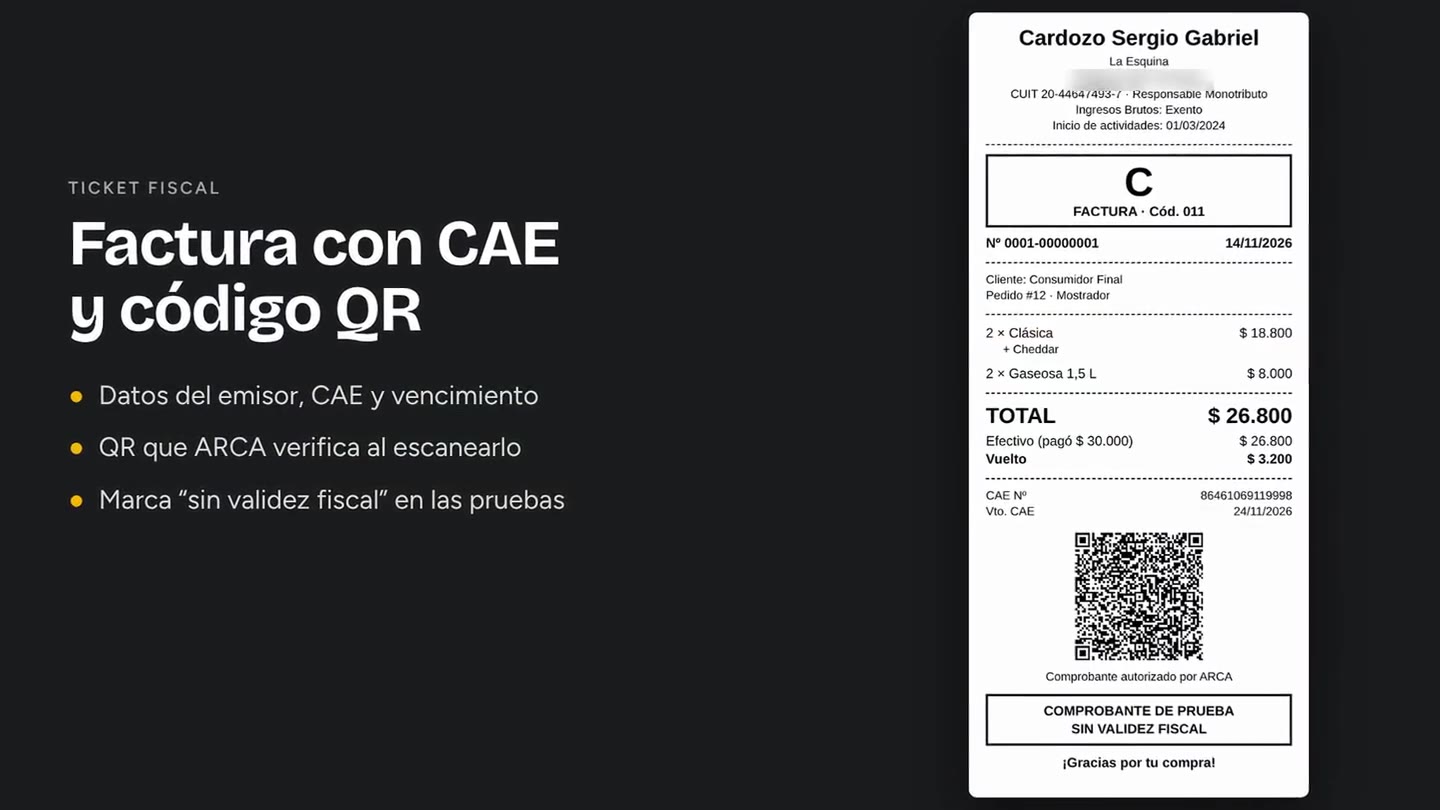 TICKET FISCAL
Factura con CAE
y código QR
Datos del emisor, CAE y vencimiento
QR que ARCA verifica al escanearlo
Marca “sin validez fiscal” en las pruebas
Cardozo Sergio Gabriel
La Esquina
CUIT 20-44647493-7 · Responsable Monotributo
Ingresos Brutos: Exento
Inicio de actividades: 01/03/2024
C
FACTURA · Cód. 011
Nº 0001-00000001 14/11/2026
Cliente: Consumidor Final
Pedido #12 · Mostrador
2 × Clásica $ 18.800
+ Cheddar
2 × Gaseosa 1,5 L $ 8.000
TOTAL $ 26.800
Efectivo (pagó $ 30.000) $ 26.800
Vuelto $ 3.200
CAE Nº 86461069119998
Vto. CAE 24/11/2026
Comprobante autorizado por ARCA
COMPROBANTE DE PRUEBA
SIN VALIDEZ FISCAL
¡Gracias por tu compra!